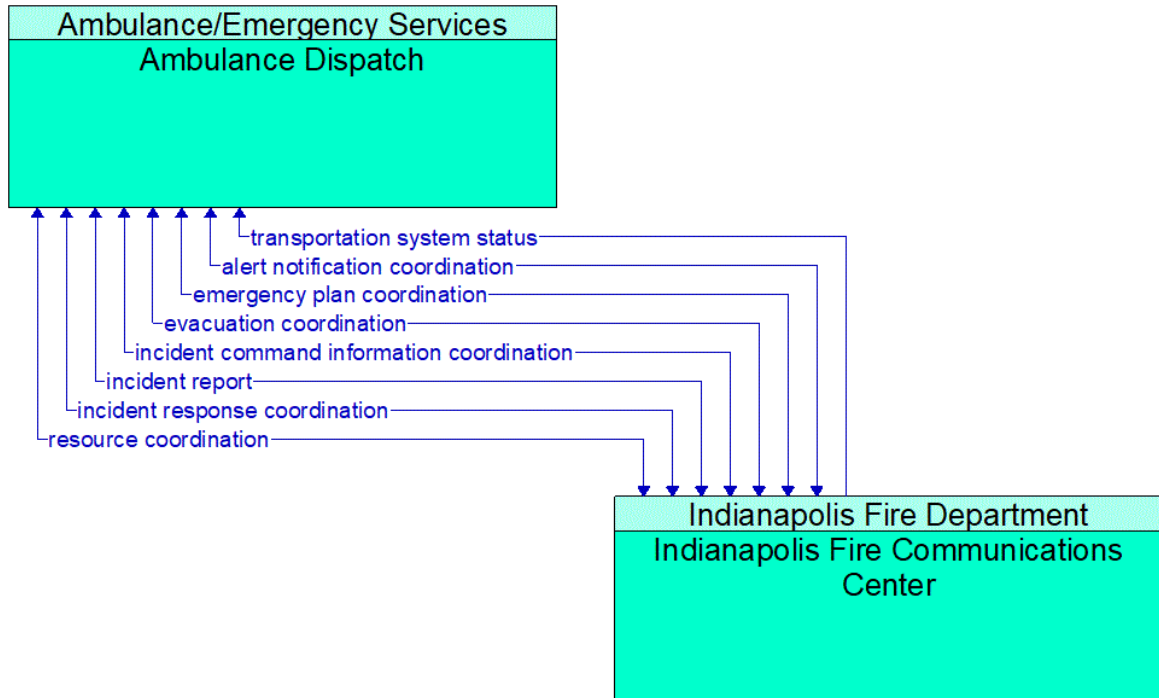 Ambulance/Emergency Services
Ambulance Dispatch
transportation system status
alert notification coordination
emergency plan coordination
evacuation coordination
incident command information coordination
incident report
incident response coordination
resource coordination
Indianapolis Fire Department
Indianapolis Fire Communications
Center